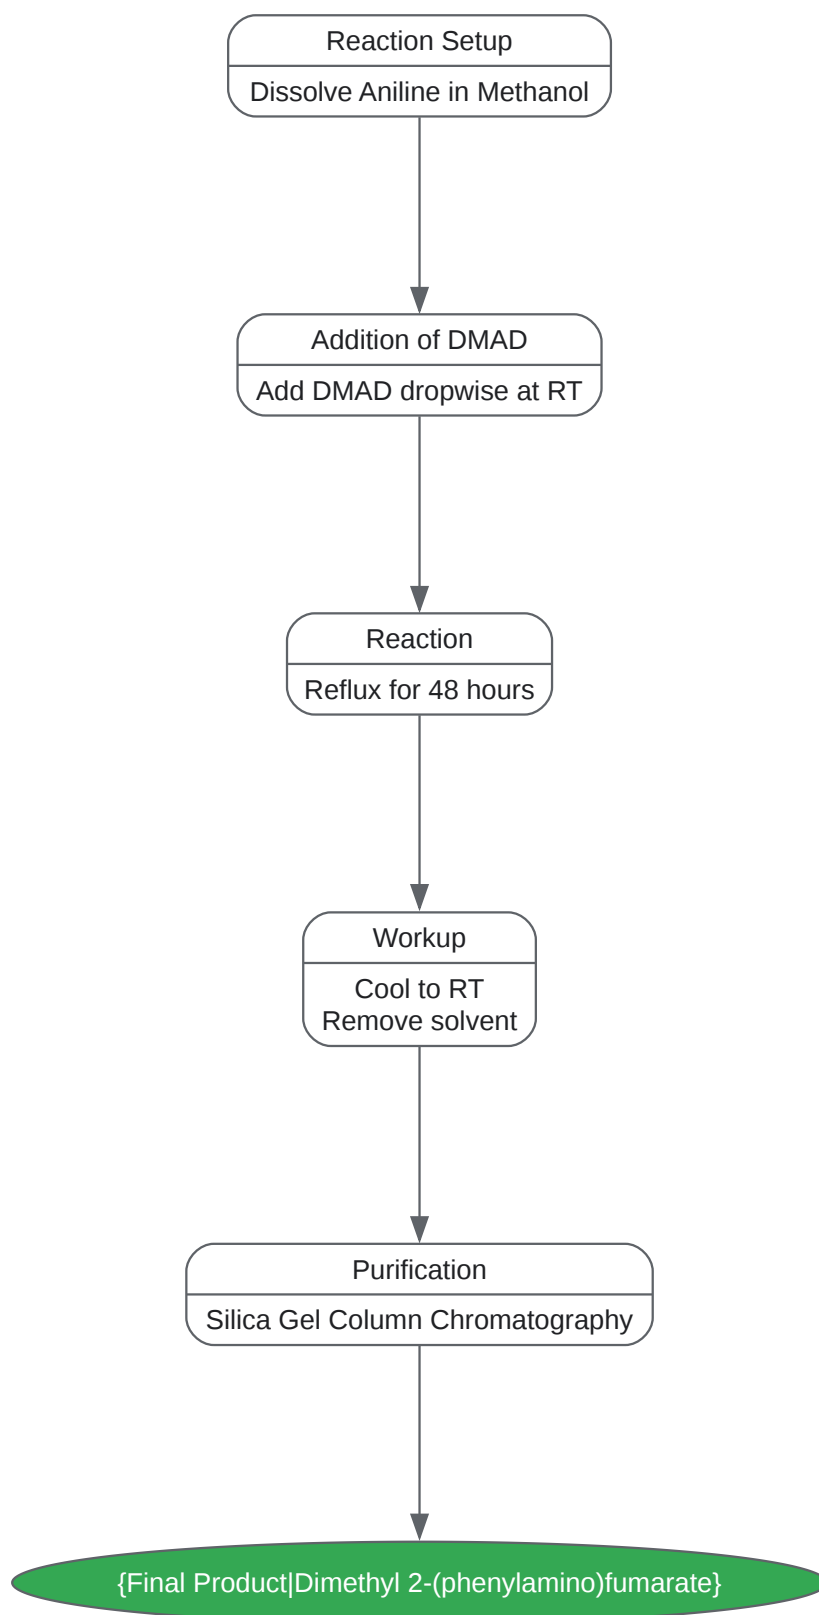 Reaction Setup
Dissolve Aniline in Methanol
Addition of DMAD
Add DMAD dropwise at RT
Reaction
Reflux for 48 hours
Workup
Cool to RT
Remove solvent
Purification
Silica Gel Column Chromatography
{Final Product|Dimethyl 2-(phenylamino)fumarate}